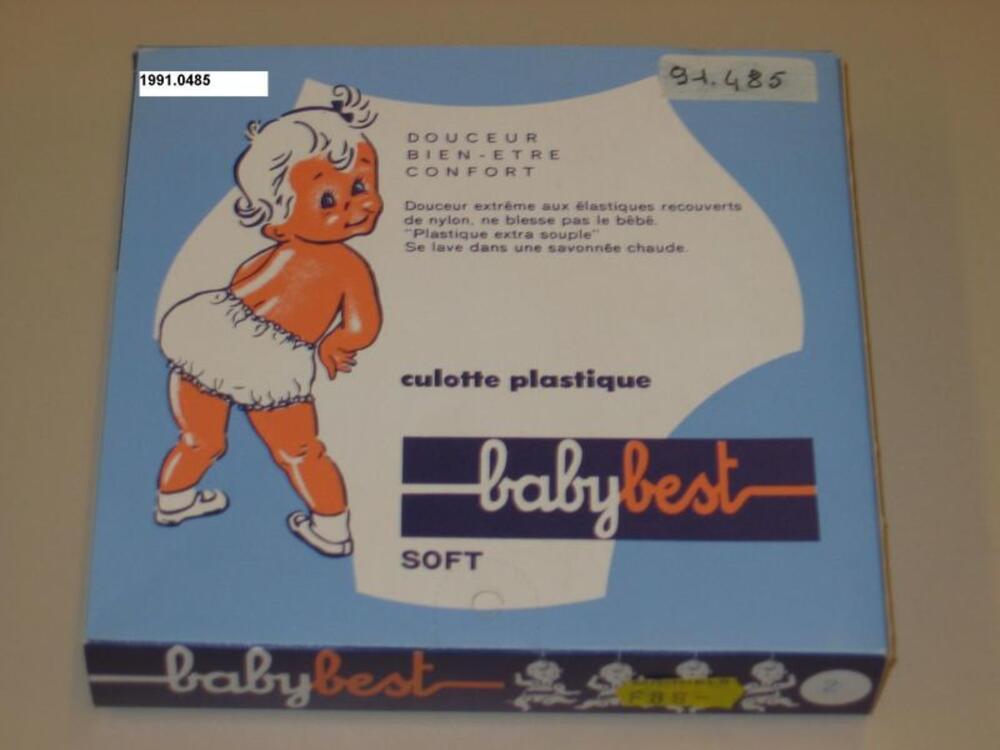 1991.0485
91.485
DOUCEUR
BIEN-ETRE
CONFORT
Douceur extrême aux élastiques recouverts
de nylon, ne blesse pas le bébé.
"Plastique extra souple"
Se lave dans une savonnée chaude.
culotte plastique
babybest
SOFT
babybest
2